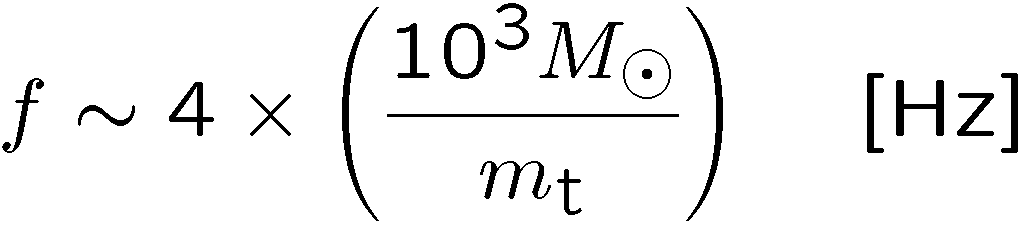 f ∼ 4 × (10³M⊙ / mₜ) [Hz]